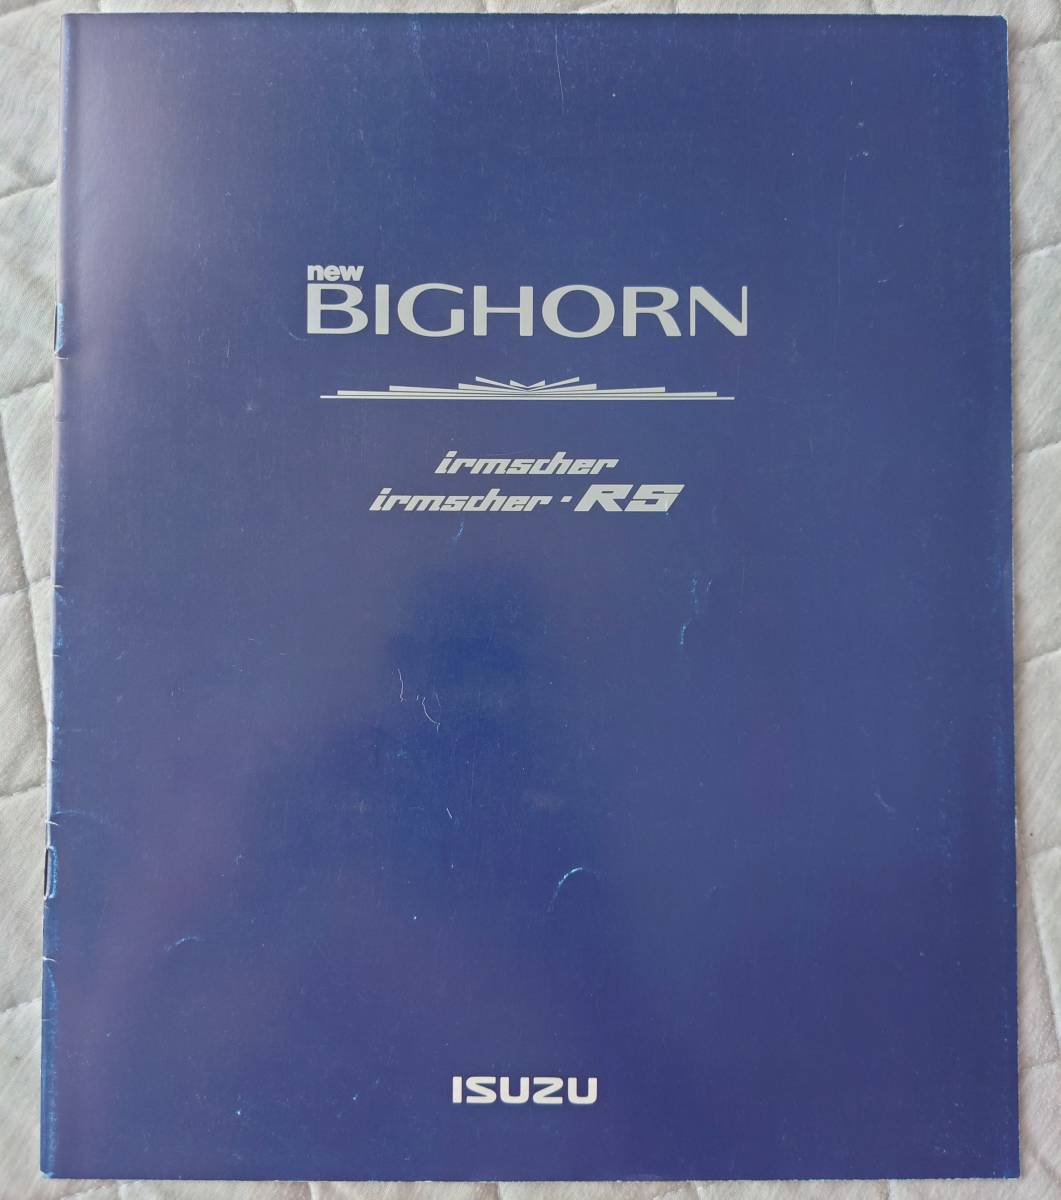 new
BIGHORN
irmscher
irmscher·RS
ISUZU